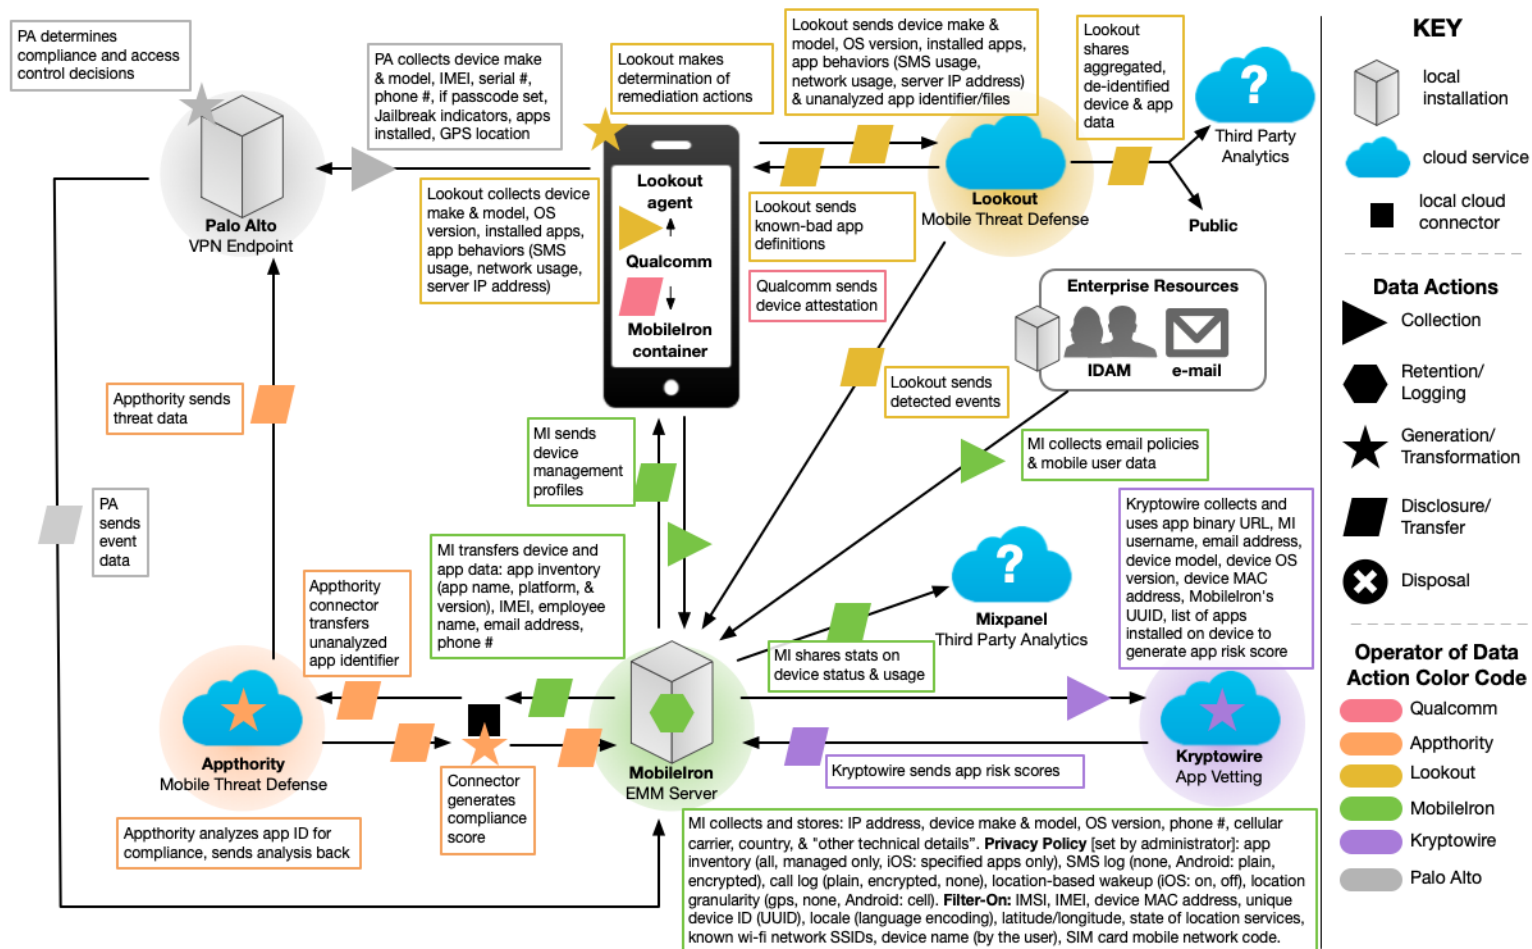 PA determines
compliance and access
control decisions
PA collects device make
& model, IMEI, serial #,
phone #, if passcode set,
Jailbreak indicators, apps
installed, GPS location
Lookout makes
determination of
remediation actions
Lookout sends device make &
model, OS version, installed apps,
app behaviors (SMS usage,
network usage, server IP address)
& unanalyzed app identifier/files
Lookout
shares
aggregated,
de-identified
device & app
data
?
Third Party
Analytics
Palo Alto
VPN Endpoint
Lookout collects device
make & model, OS
version, installed apps,
app behaviors (SMS
usage, network usage,
server IP address)
Lookout
agent
Qualcomm
MobileIron
container
Lookout sends
known-bad app
definitions
Lookout
Mobile Threat Defense
Public
Qualcomm sends
device attestation
Enterprise Resources
IDAM
e-mail
Appthority sends
threat data
Lookout sends
detected events
MI sends
device
management
profiles
MI collects email policies
& mobile user data
PA
sends
event
data
MI transfers device and
app data: app inventory
(app name, platform, &
version), IMEI, employee
name, email address,
phone #
Kryptowire collects and
uses app binary URL, MI
username, email address,
device model, device OS
version, device MAC
address, MobileIron's
UUID, list of apps
installed on device to
generate app risk score
Appthority
connector
transfers
unanalyzed
app identifier
?
Mixpanel
Third Party Analytics
MI shares stats on
device status & usage
Appthority
Mobile Threat Defense
Connector
generates
compliance
score
MobileIron
EMM Server
Kryptowire sends app risk scores
Kryptowire
App Vetting
Appthority analyzes app ID for
compliance, sends analysis back
MI collects and stores: IP address, device make & model, OS version, phone #, cellular
carrier, country, & "other technical details". Privacy Policy [set by administrator]: app
inventory (all, managed only, iOS: specified apps only), SMS log (none, Android: plain,
encrypted), call log (plain, encrypted, none), location-based wakeup (iOS: on, off), location
granularity (gps, none, Android: cell). Filter-On: IMSI, IMEI, device MAC address, unique
device ID (UUID), locale (language encoding), latitude/longitude, state of location services,
known wi-fi network SSIDs, device name (by the user), SIM card mobile network code.
KEY
local
installation
cloud service
local cloud
connector
Data Actions
Collection
Retention/
Logging
Generation/
Transformation
Disclosure/
Transfer
Disposal
Operator of Data
Action Color Code
Qualcomm
Appthority
Lookout
MobileIron
Kryptowire
Palo Alto